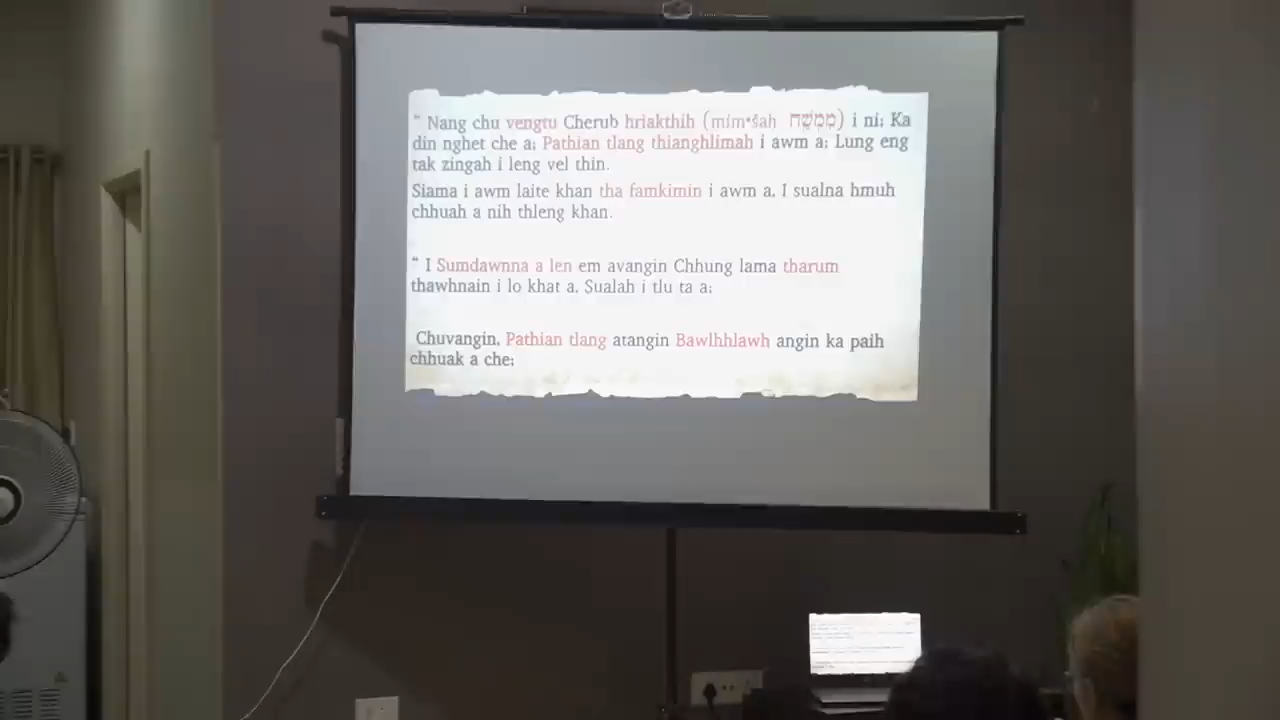 “ Nang chu vengtu Cherub hriakthih (mim•šaḥ מִמְשַׁח) i ni; Ka
din nghet che a; Pathian tlang thianghlimah i awm a; Lung eng
tak zingah i leng vel thin.
Siama i awm laite khan tha famkimin i awm a. I sualna hmuh
chhuah a nih thleng khan.
“ I Sumdawnna a len em avangin Chhung lama tharum
thawhnain i lo khat a. Sualah i tlu ta a;
Chuvangin, Pathian tlang atangin Bawlhhlawh angin ka paih
chhuak a che;